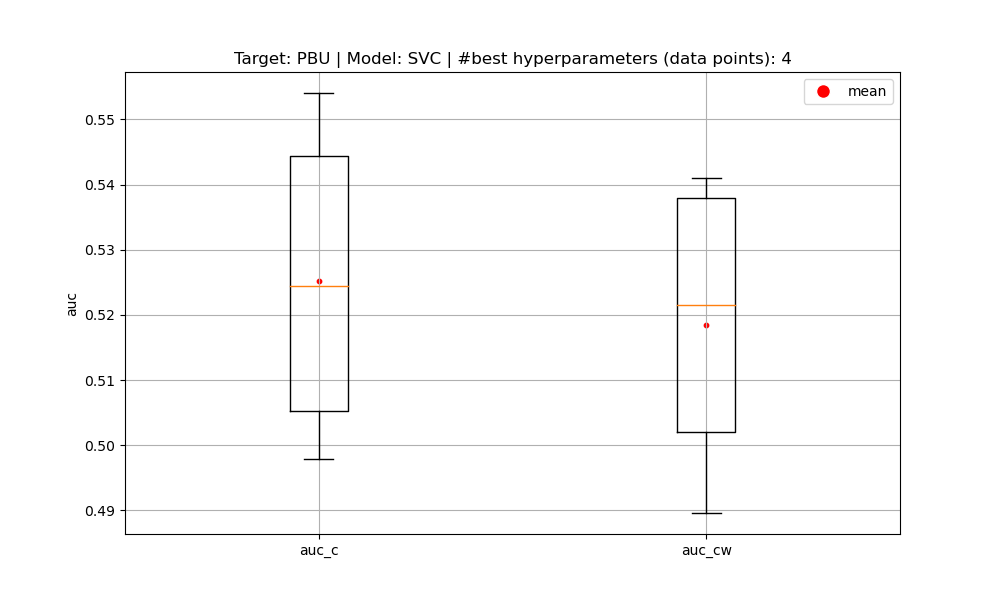 Target: PBU | Model: SVC | #best hyperparameters (data points): 4
mean
0.55
0.54
0.53
0.52
0.51
0.50
0.49
auc
auc_c
auc_cw